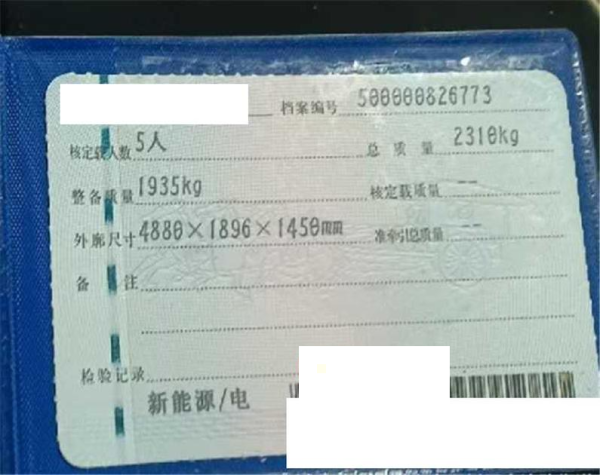 档案编号 500000826773
核定载人数 5人 总质量 2310kg
整备质量 1935kg 核定载质量 --
外廓尺寸 4880×1896×1450mm 准牵引总质量 --
备注
检验记录
新能源/电